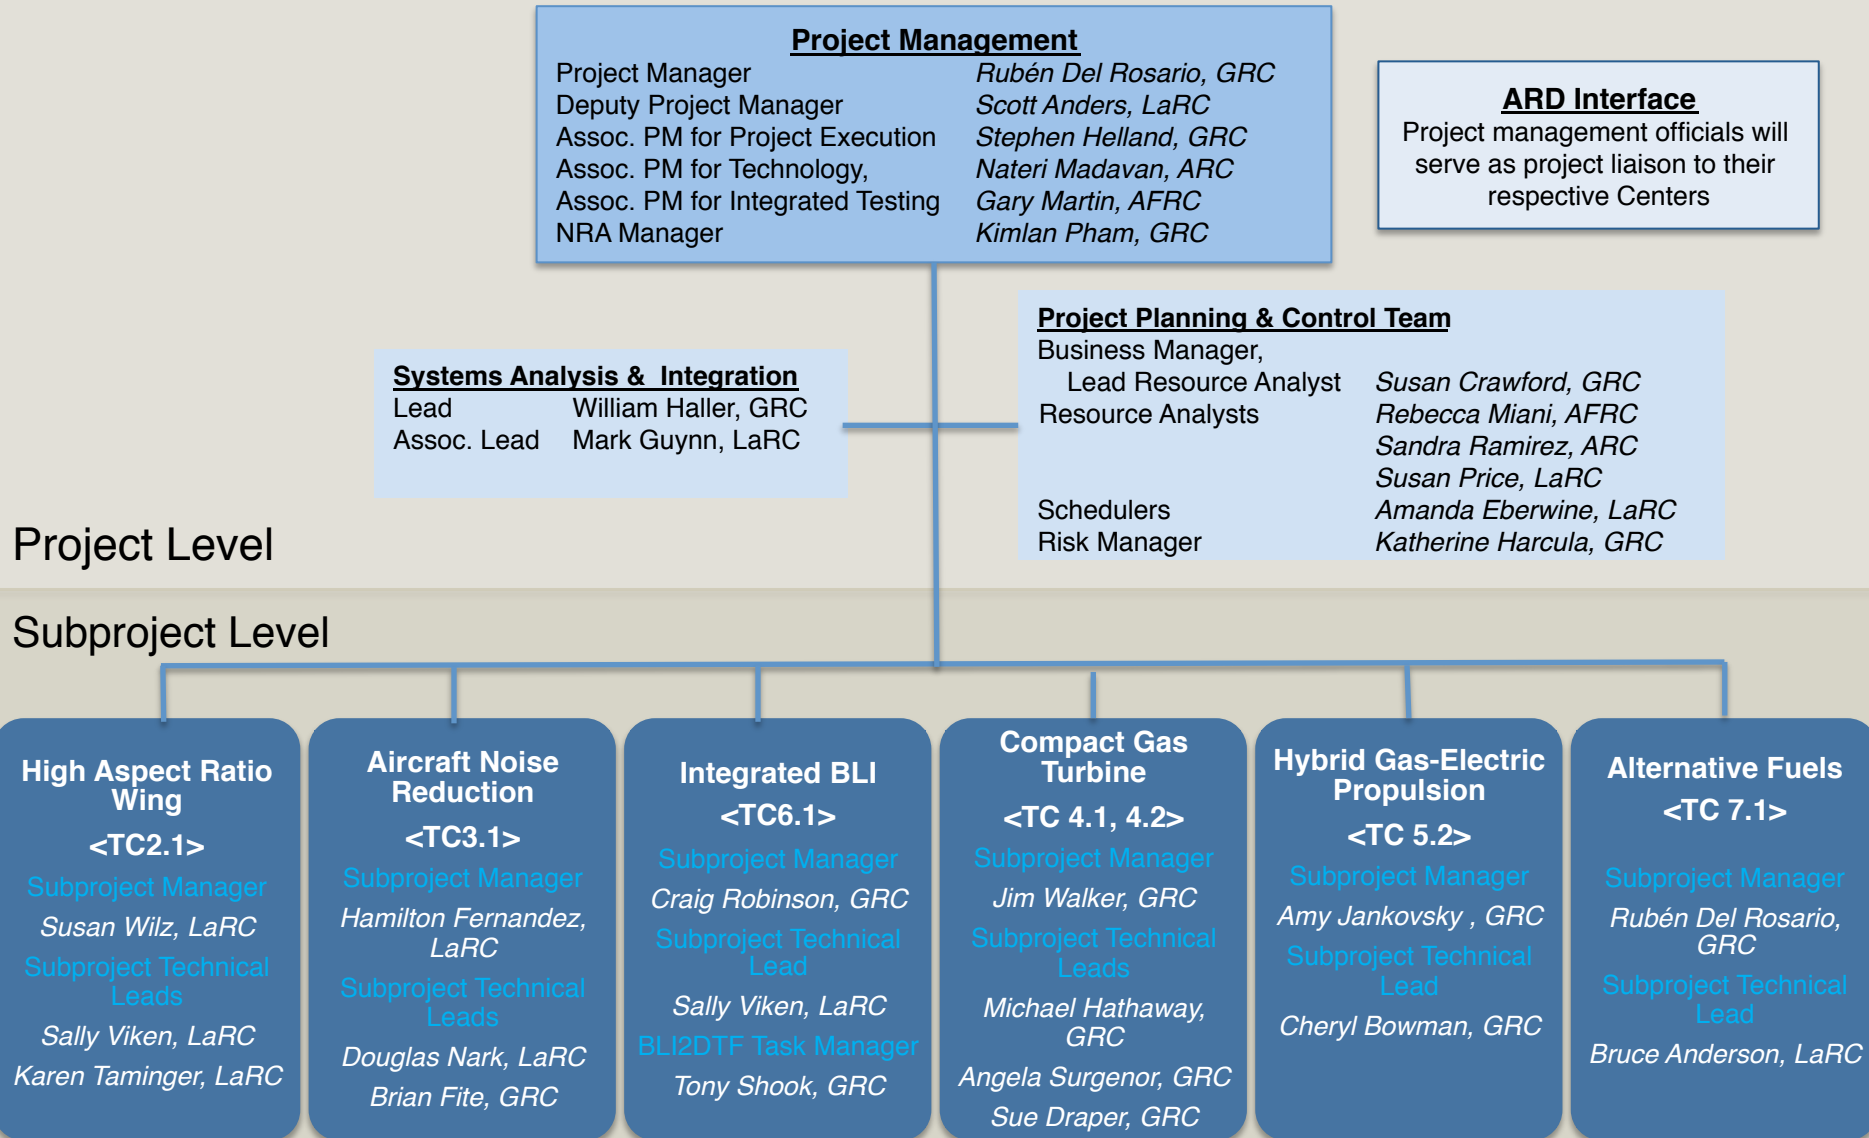 Project Management
Project Manager Rubén Del Rosario, GRC
Deputy Project Manager Scott Anders, LaRC
Assoc. PM for Project Execution Stephen Helland, GRC
Assoc. PM for Technology, Nateri Madavan, ARC
Assoc. PM for Integrated Testing Gary Martin, AFRC
NRA Manager Kimlan Pham, GRC
ARD Interface
Project management officials will
serve as project liaison to their
respective Centers
Systems Analysis & Integration
Lead William Haller, GRC
Assoc. Lead Mark Guynn, LaRC
Project Planning & Control Team
Business Manager,
Lead Resource Analyst Susan Crawford, GRC
Resource Analysts Rebecca Miani, AFRC
Sandra Ramirez, ARC
Susan Price, LaRC
Schedulers Amanda Eberwine, LaRC
Risk Manager Katherine Harcula, GRC
Project Level
Subproject Level
High Aspect Ratio
Wing
<TC2.1>
Subproject Manager
Susan Wilz, LaRC
Subproject Technical
Leads
Sally Viken, LaRC
Karen Taminger, LaRC
Aircraft Noise
Reduction
<TC3.1>
Subproject Manager
Hamilton Fernandez,
LaRC
Subproject Technical
Leads
Douglas Nark, LaRC
Brian Fite, GRC
Integrated BLI
<TC6.1>
Subproject Manager
Craig Robinson, GRC
Subproject Technical
Lead
Sally Viken, LaRC
BLI2DTF Task Manager
Tony Shook, GRC
Compact Gas
Turbine
<TC 4.1, 4.2>
Subproject Manager
Jim Walker, GRC
Subproject Technical
Leads
Michael Hathaway,
GRC
Angela Surgenor, GRC
Sue Draper, GRC
Hybrid Gas-Electric
Propulsion
<TC 5.2>
Subproject Manager
Amy Jankovsky , GRC
Subproject Technical
Lead
Cheryl Bowman, GRC
Alternative Fuels
<TC 7.1>
Subproject Manager
Rubén Del Rosario,
GRC
Subproject Technical
Lead
Bruce Anderson, LaRC